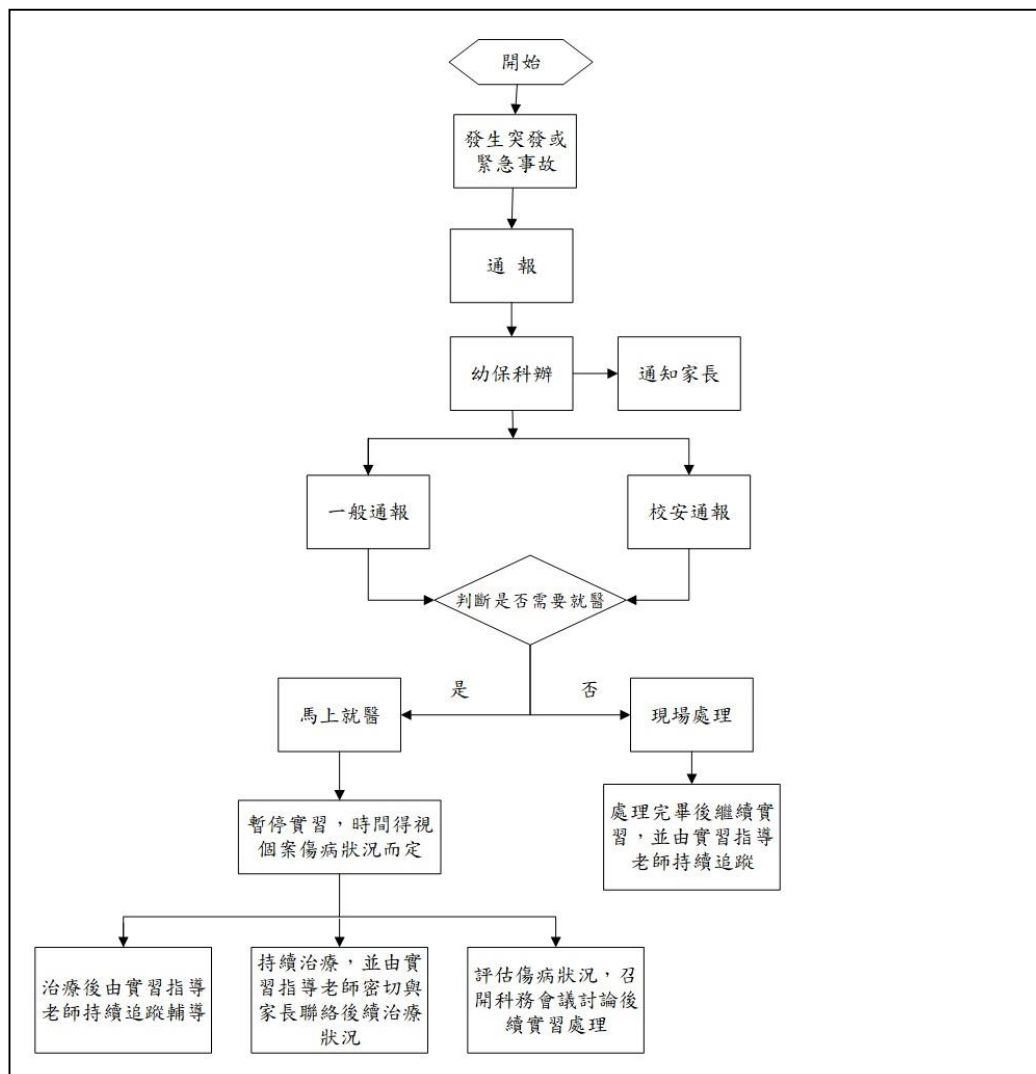 開始
發生突發或
緊急事故
通 報
幼保科辦
通知家長
一般通報
校安通報
判斷是否需要就醫
是
否
馬上就醫
現場處理
暫停實習，時間得視
個案傷病狀況而定
處理完畢後繼續實
習，並由實習指導
老師持續追蹤
治療後由實習指導
老師持續追蹤輔導
持續治療，並由實
習指導老師密切與
家長聯絡後續治療
狀況
評估傷病狀況，召
開科務會議討論後
續實習處理